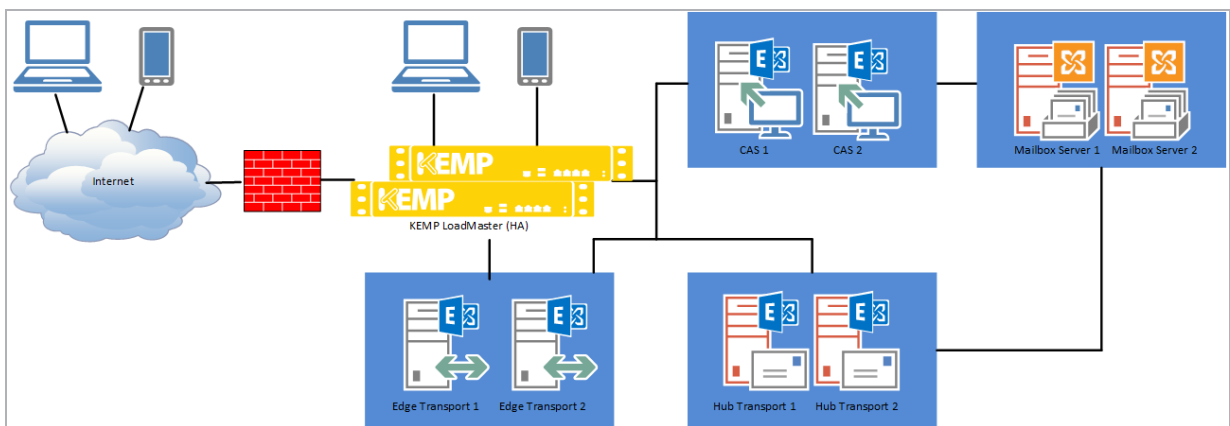 Internet
KEMP
KEMP
KEMP LoadMaster (HA)
E
E
CAS 1
CAS 2
Mailbox Server 1
Mailbox Server 2
E
E
Edge Transport 1
Edge Transport 2
E
E
Hub Transport 1
Hub Transport 2